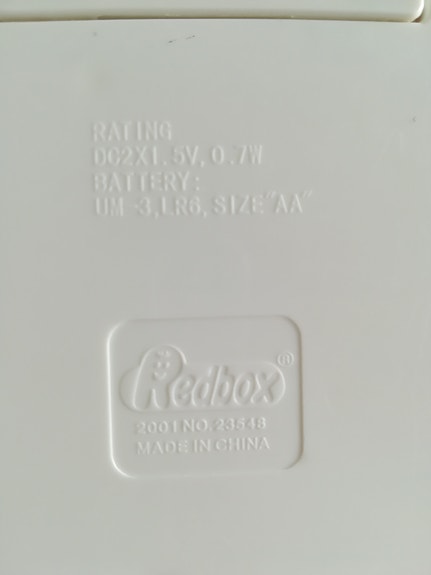 RATING
DC2X1.5V, 0.7W
BATTERY:
UM-3, LR6, SIZE"AA"
Redbox®
2001 NO. 23548
MADE IN CHINA